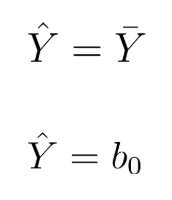 Ŷ = Ȳ
Ŷ = b₀